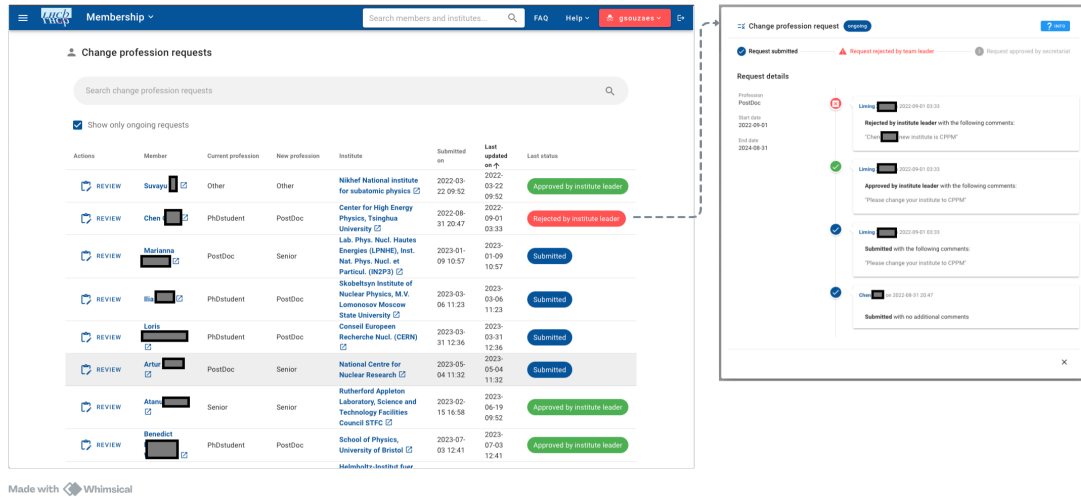 LHCb
Membership
Search members and institutes...
FAQ
Help
gsouzaes
Change profession requests
Search change profession requests
Show only ongoing requests
Actions
Member
Current profession
New profession
Institute
Submitted
on
Last
updated
on ↑
Last status
REVIEW
Suvayu
Other
Other
Nikhef National institute
for subatomic physics
2022-03-
22 09:52
2022-
03-22
09:52
Approved by institute leader
REVIEW
Chen
PhDstudent
PostDoc
Center for High Energy
Physics, Tsinghua
University
2022-08-
31 20:47
2022-
09-01
03:33
Rejected by institute leader
REVIEW
Marianna
PostDoc
Senior
Lab. Phys. Nucl. Hautes
Energies (LPNHE), Inst.
Nat. Phys. Nucl. et
Particul. (IN2P3)
2023-01-
09 10:57
2023-
01-09
10:57
Submitted
REVIEW
Ilia
PhDstudent
PostDoc
Skobeltsyn Institute of
Nuclear Physics, M.V.
Lomonosov Moscow
State University
2023-03-
06 11:23
2023-
03-06
11:23
Submitted
REVIEW
Loris
PhDstudent
PostDoc
Conseil Europeen
Recherche Nucl. (CERN)
2023-03-
31 12:36
2023-
03-31
12:36
Submitted
REVIEW
Artur
PostDoc
Senior
National Centre for
Nuclear Research
2023-05-
04 11:32
2023-
05-04
11:32
Submitted
REVIEW
Atanu
Senior
Senior
Rutherford Appleton
Laboratory, Science and
Technology Facilities
Council STFC
2023-02-
15 16:58
2023-
06-19
09:52
Approved by institute leader
REVIEW
Benedict
PhDstudent
PostDoc
School of Physics,
University of Bristol
2023-07-
03 12:41
2023-
07-03
12:41
Approved by institute leader
Helmholtz-Institut fuer
Change profession request
ongoing
? INFO
Request submitted
Request rejected by team leader
Request approved by secretariat
Request details
Profession
PostDoc
Start date
2022-09-01
End date
2024-08-31
Liming 2022-09-01 03:33
Rejected by institute leader with the following comments:
"Chen new institute is CPPM"
Liming 2022-09-01 03:33
Approved by institute leader with the following comments:
"Please change your institute to CPPM"
Liming 2022-09-01 03:33
Submitted with the following comments:
"Please change your institute to CPPM"
Chen on 2022-08-31 20:47
Submitted with no additional comments
Made with Whimsical